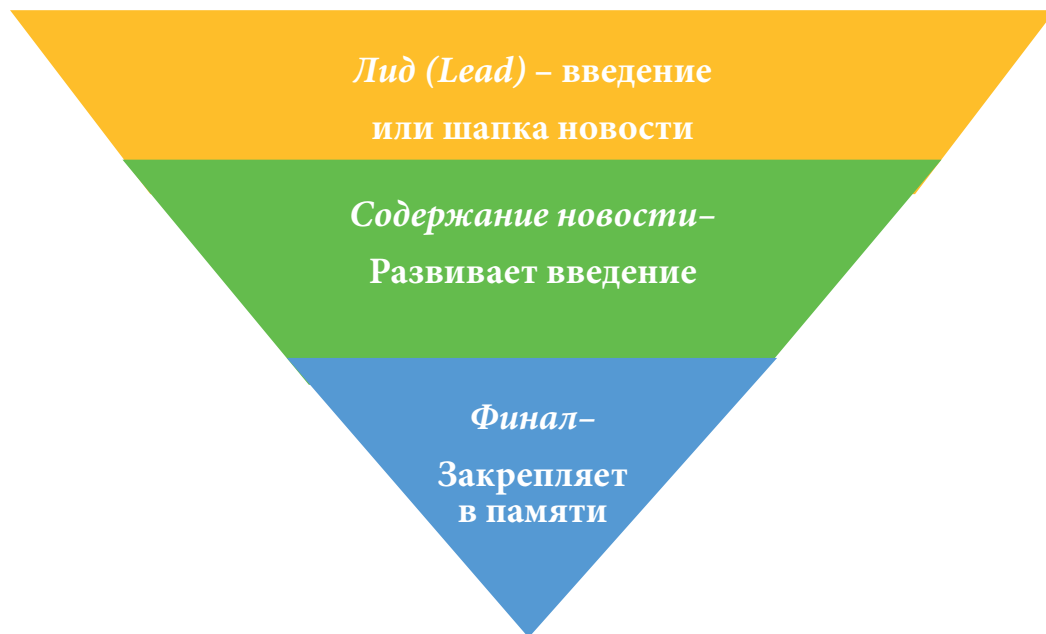 Лид (Lead) – введение
или шапка новости
Содержание новости–
Развивает введение
Финал–
Закрепляет
в памяти